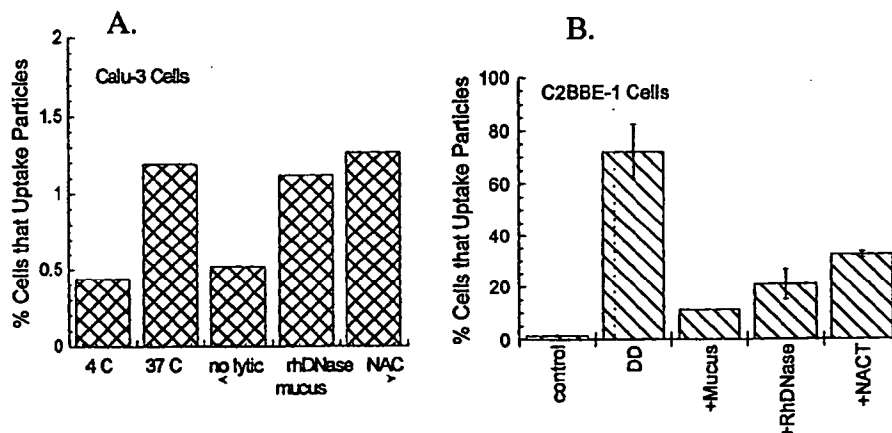 A.
% Cells that Uptake Particles
2
1.5
1
0.5
0
Calu-3 Cells
4 C 37 C no lytic rhDNase NAC
< mucus >
B.
% Cells that Uptake Particles
100
80
60
40
20
0
C2BBE-1 Cells
control
DD
+Mucus
+RhDNase
+NACT